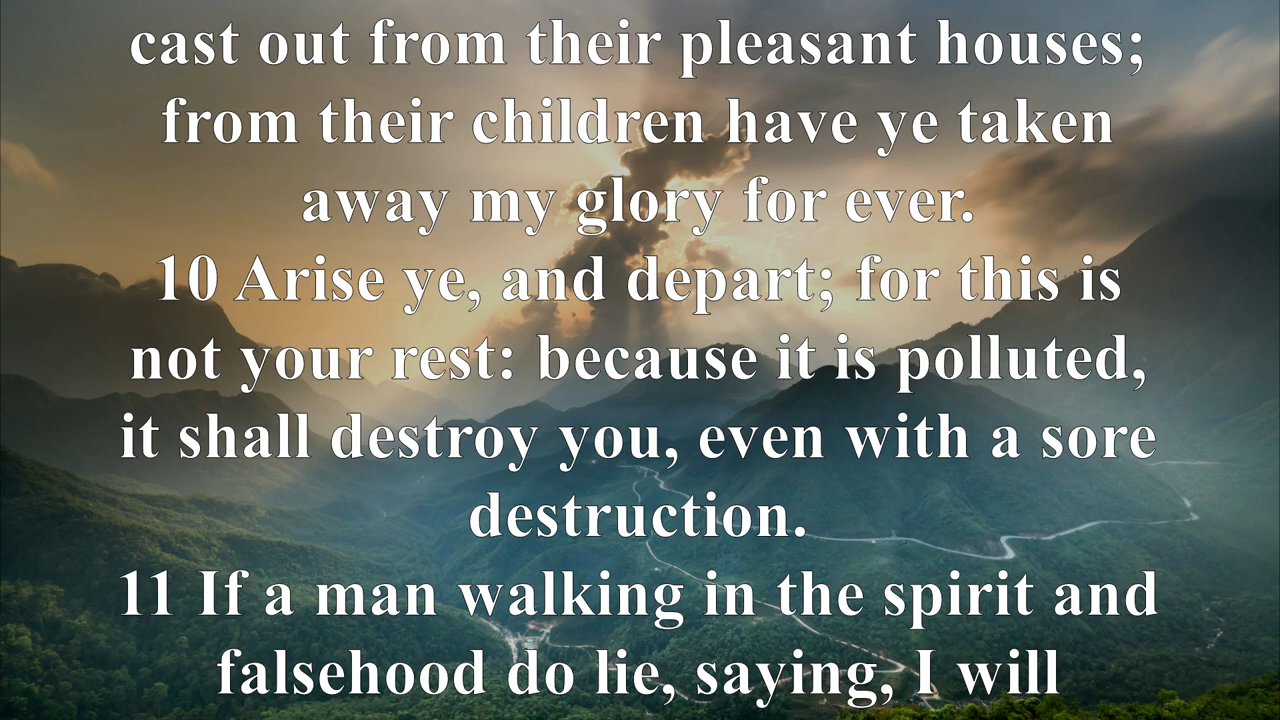 cast out from their pleasant houses;
from their children have ye taken
away my glory for ever.
10 Arise ye, and depart; for this is
not your rest: because it is polluted,
it shall destroy you, even with a sore
destruction.
11 If a man walking in the spirit and
falsehood do lie, saying, I will